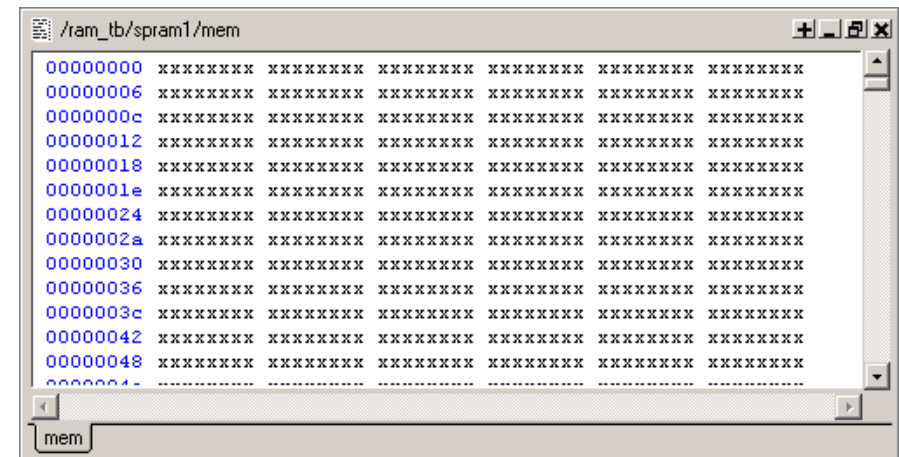 /ram_tb/spram1/mem
00000000 xxxxxxxx xxxxxxxx xxxxxxxx xxxxxxxx xxxxxxxx xxxxxxxx
00000006 xxxxxxxx xxxxxxxx xxxxxxxx xxxxxxxx xxxxxxxx xxxxxxxx
0000000c xxxxxxxx xxxxxxxx xxxxxxxx xxxxxxxx xxxxxxxx xxxxxxxx
00000012 xxxxxxxx xxxxxxxx xxxxxxxx xxxxxxxx xxxxxxxx xxxxxxxx
00000018 xxxxxxxx xxxxxxxx xxxxxxxx xxxxxxxx xxxxxxxx xxxxxxxx
0000001e xxxxxxxx xxxxxxxx xxxxxxxx xxxxxxxx xxxxxxxx xxxxxxxx
00000024 xxxxxxxx xxxxxxxx xxxxxxxx xxxxxxxx xxxxxxxx xxxxxxxx
0000002a xxxxxxxx xxxxxxxx xxxxxxxx xxxxxxxx xxxxxxxx xxxxxxxx
00000030 xxxxxxxx xxxxxxxx xxxxxxxx xxxxxxxx xxxxxxxx xxxxxxxx
00000036 xxxxxxxx xxxxxxxx xxxxxxxx xxxxxxxx xxxxxxxx xxxxxxxx
0000003c xxxxxxxx xxxxxxxx xxxxxxxx xxxxxxxx xxxxxxxx xxxxxxxx
00000042 xxxxxxxx xxxxxxxx xxxxxxxx xxxxxxxx xxxxxxxx xxxxxxxx
00000048 xxxxxxxx xxxxxxxx xxxxxxxx xxxxxxxx xxxxxxxx xxxxxxxx
mem